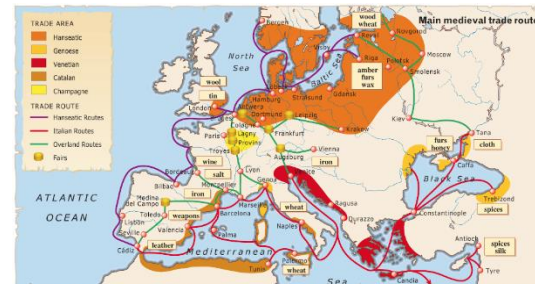 Main medieval trade rout
TRADE AREA
Hanseatic
Genoese
Venetian
Catalan
Champagne
TRADE ROUTE
Hanseatic Routes
Italian Routes
Overland Routes
Fairs
Bergen
North
Sea
Visby
Baltic Sea
wood
wheat
Reval
Novgorod
Moscow
Riga
Polotsk
Smolensk
amber
furs
wax
wool
tin
London
Lübeck
Hamburg
Stralsund
Gdańsk
Antwerp
Dortmund
Cologne
Leipzig
Lagny
Provins
Paris
Troyes
Frankfurt
Krakow
Kiev
Augsburg
Vienna
iron
wine
salt
Bordeaux
Lyon
Montpellier
Venice
Genoa
Marseille
iron
Bilbao
ATLANTIC
OCEAN
Medina
del Campo
Toledo
weapons
Barcelona
Lisbon
Valencia
Palma
Seville
Cádiz
leather
Mediterranean
Sea
wheat
Naples
Ragusa
Durazzo
Palermo
wheat
Tunis
furs
honey
Tana
cloth
Caffa
Black Sea
Trebizond
spices
Constantinople
Antioch
spices
silk
Tyre
Candia